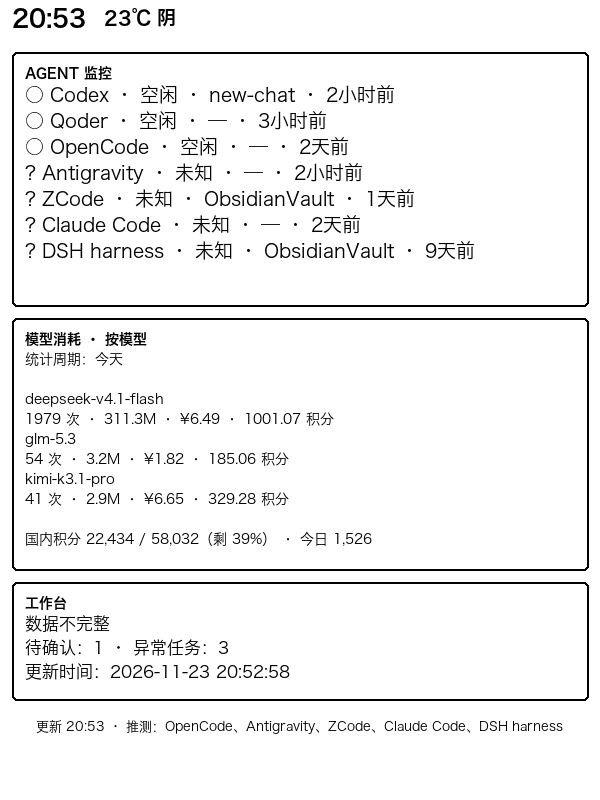 20:53 23℃ 阴
AGENT 监控
○ Codex · 空闲 · new-chat · 2小时前
○ Qoder · 空闲 · — · 3小时前
○ OpenCode · 空闲 · — · 2天前
? Antigravity · 未知 · — · 2小时前
? ZCode · 未知 · ObsidianVault · 1天前
? Claude Code · 未知 · — · 2天前
? DSH harness · 未知 · ObsidianVault · 9天前
模型消耗 · 按模型
统计周期：今天
deepseek-v4.1-flash
1979 次 · 311.3M · ¥6.49 · 1001.07 积分
glm-5.3
54 次 · 3.2M · ¥1.82 · 185.06 积分
kimi-k3.1-pro
41 次 · 2.9M · ¥6.65 · 329.28 积分
国内积分 22,434 / 58,032（剩 39%） · 今日 1,526
工作台
数据不完整
待确认：1 · 异常任务：3
更新时间：2026-11-23 20:52:58
更新 20:53 · 推测：OpenCode、Antigravity、ZCode、Claude Code、DSH harness